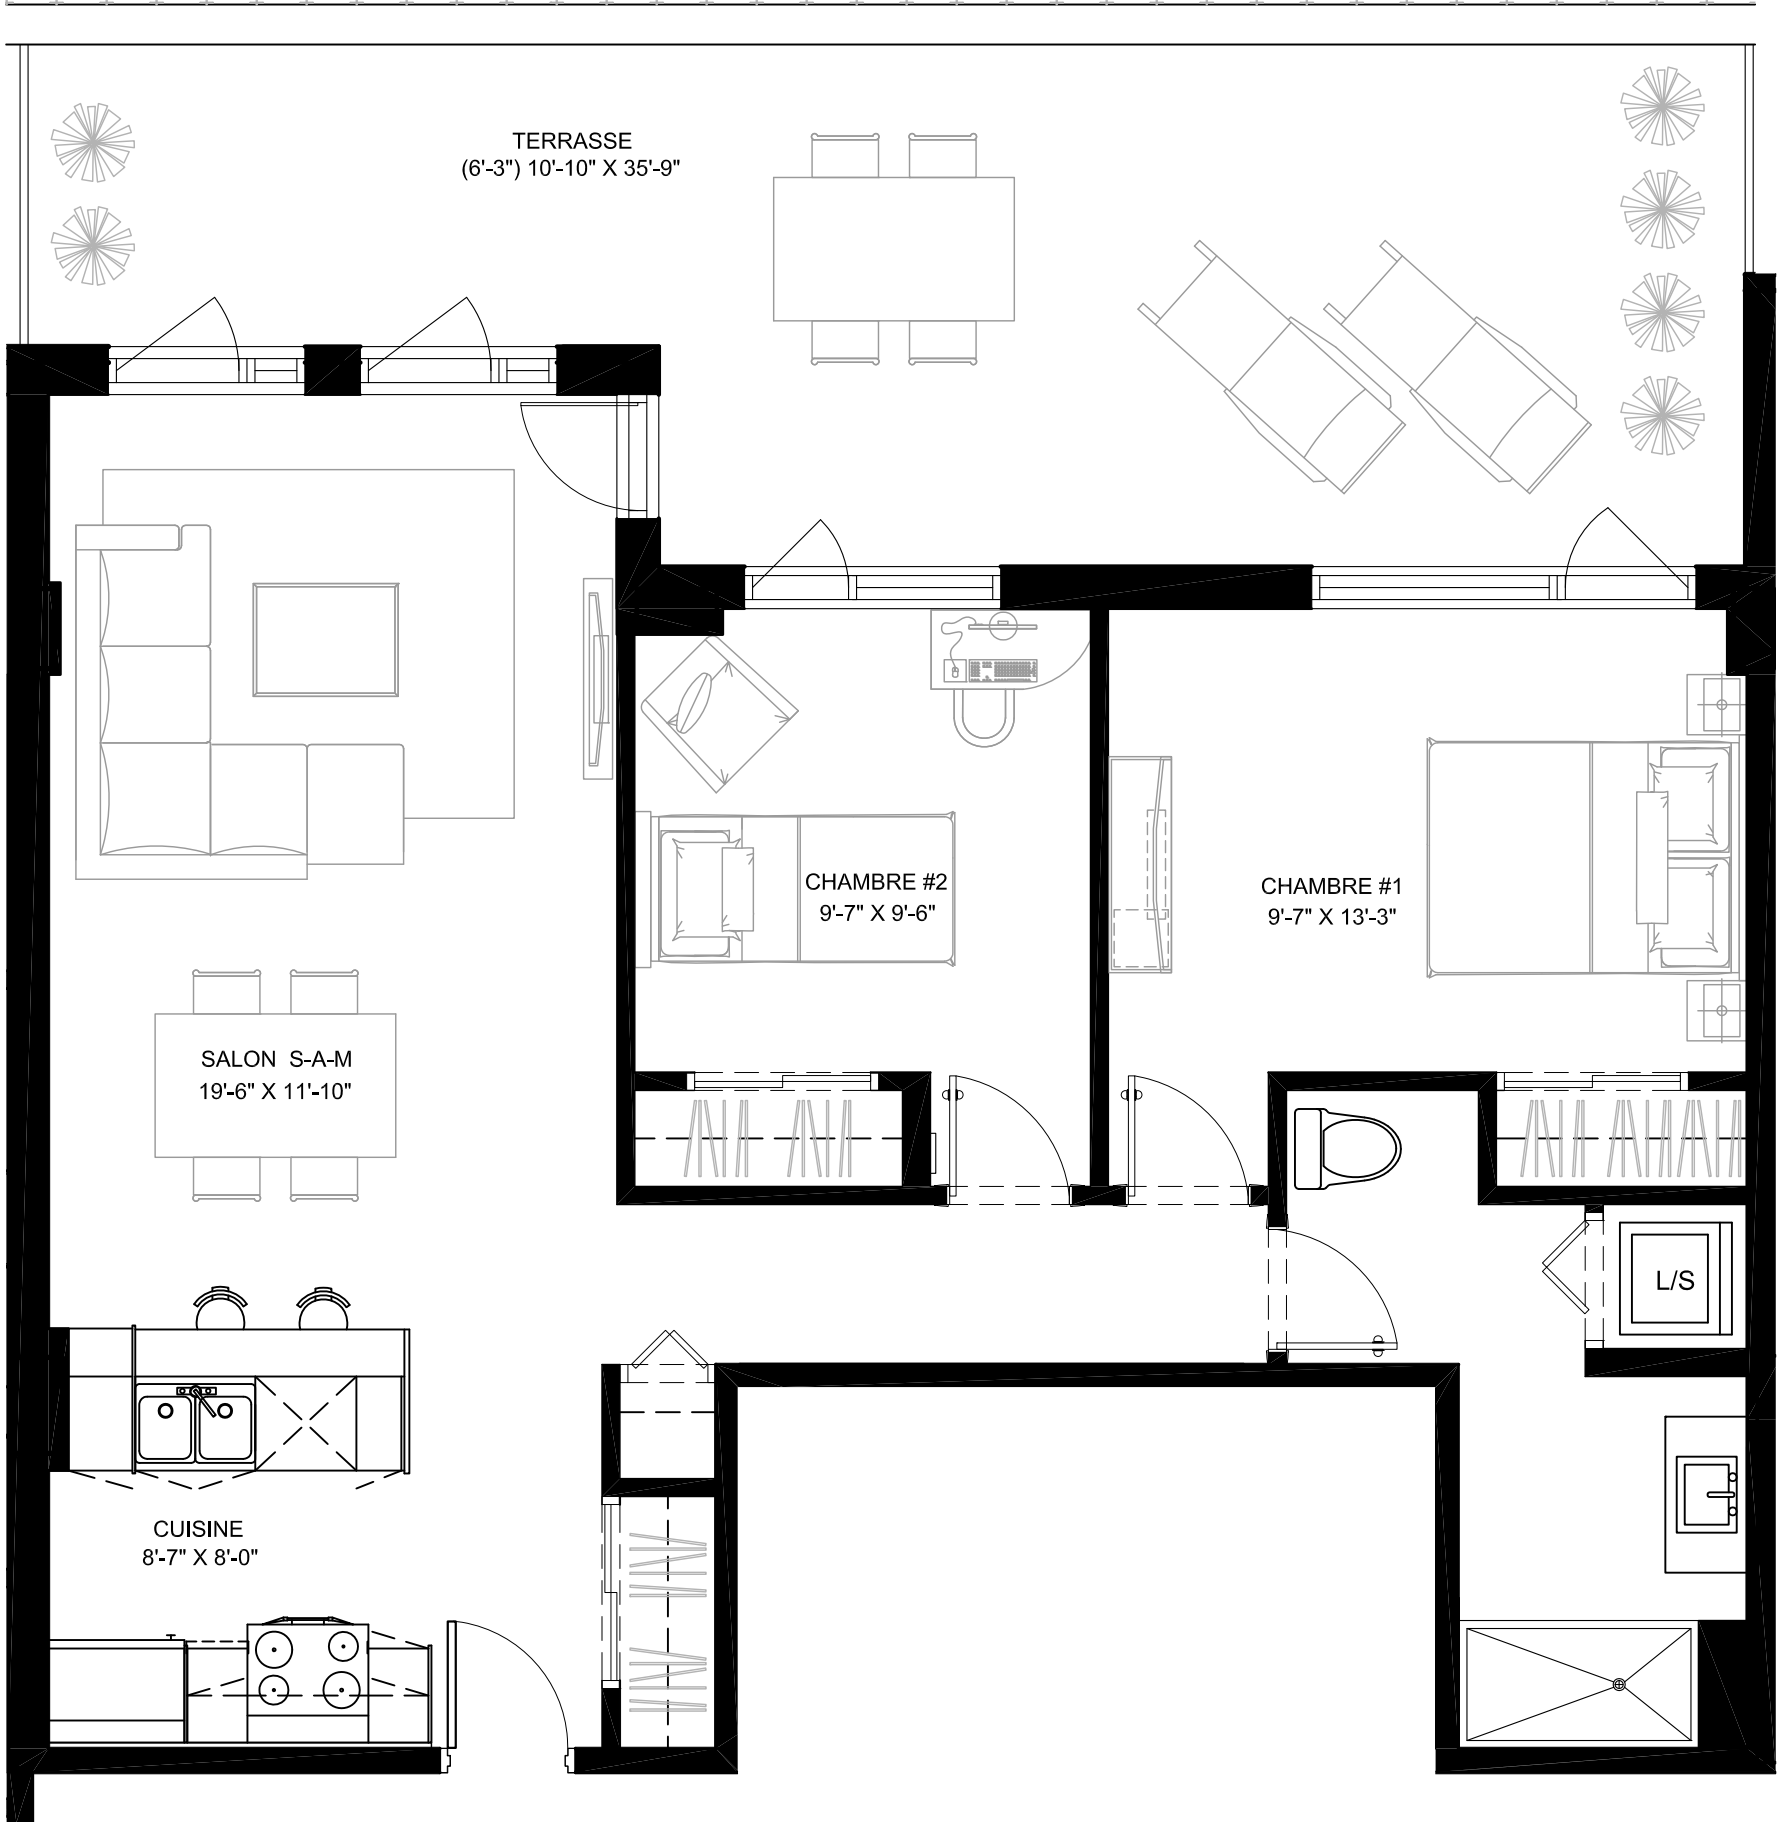 TERRASSE
(6'-3") 10'-10" X 35'-9"
CHAMBRE #2
9'-7" X 9'-6"
CHAMBRE #1
9'-7" X 13'-3"
SALON S-A-M
19'-6" X 11'-10"
L/S
CUISINE
8'-7" X 8'-0"